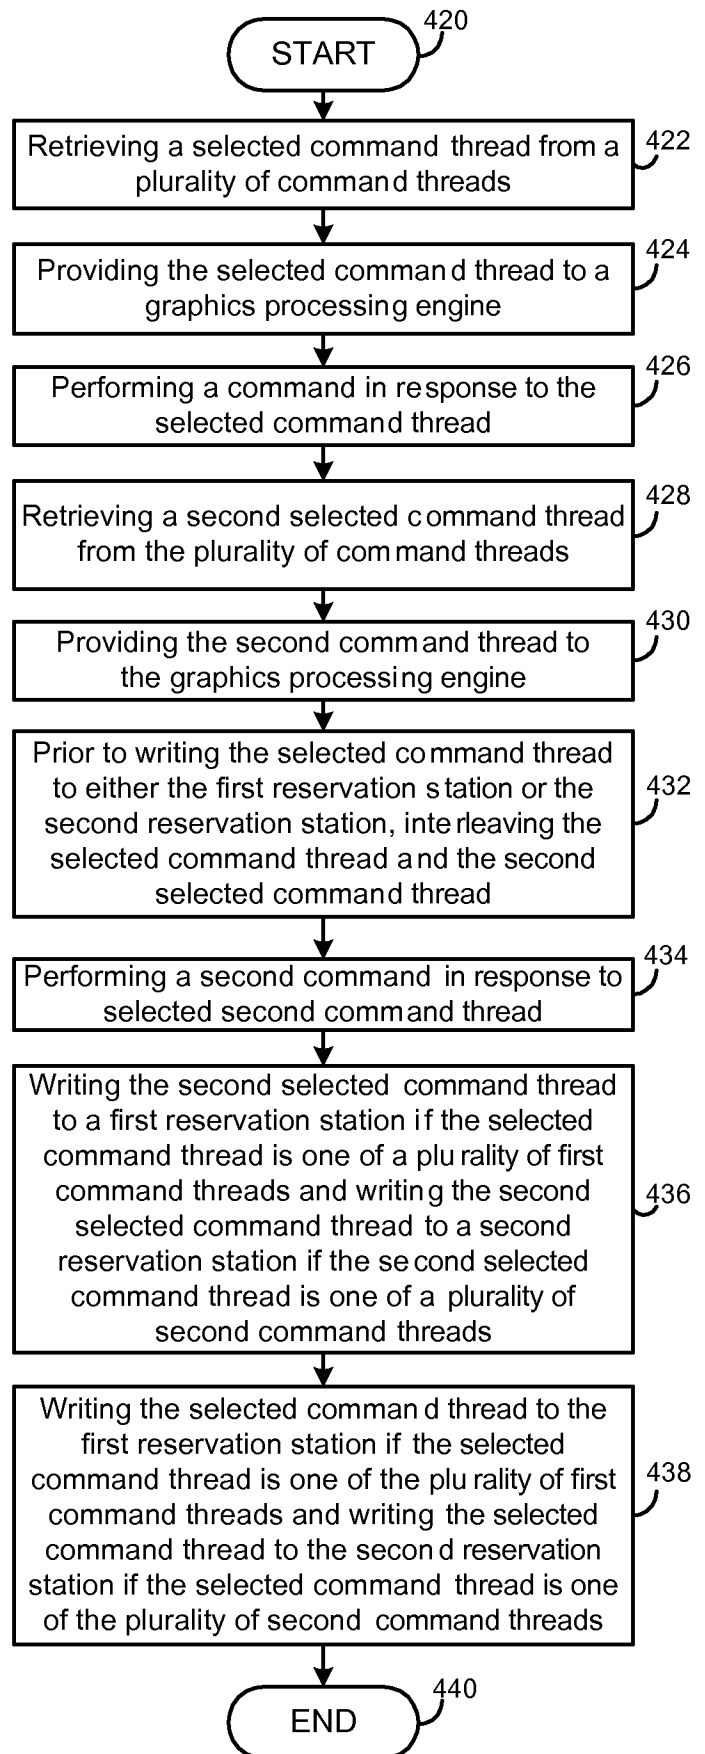 420
START
422
Retrieving a selected command thread from a
plurality of command threads
424
Providing the selected command thread to a
graphics processing engine
426
Performing a command in response to the
selected command thread
428
Retrieving a second selected command thread
from the plurality of command threads
430
Providing the second command thread to
the graphics processing engine
432
Prior to writing the selected command thread
to either the first reservation station or the
second reservation station, interleaving the
selected command thread and the second
selected command thread
434
Performing a second command in response to
selected second command thread
436
Writing the second selected command thread
to a first reservation station if the selected
command thread is one of a plurality of first
command threads and writing the second
selected command thread to a second
reservation station if the second selected
command thread is one of a plurality of
second command threads
438
Writing the selected command thread to the
first reservation station if the selected
command thread is one of the plurality of first
command threads and writing the selected
command thread to the second reservation
station if the selected command thread is one
of the plurality of second command threads
440
END